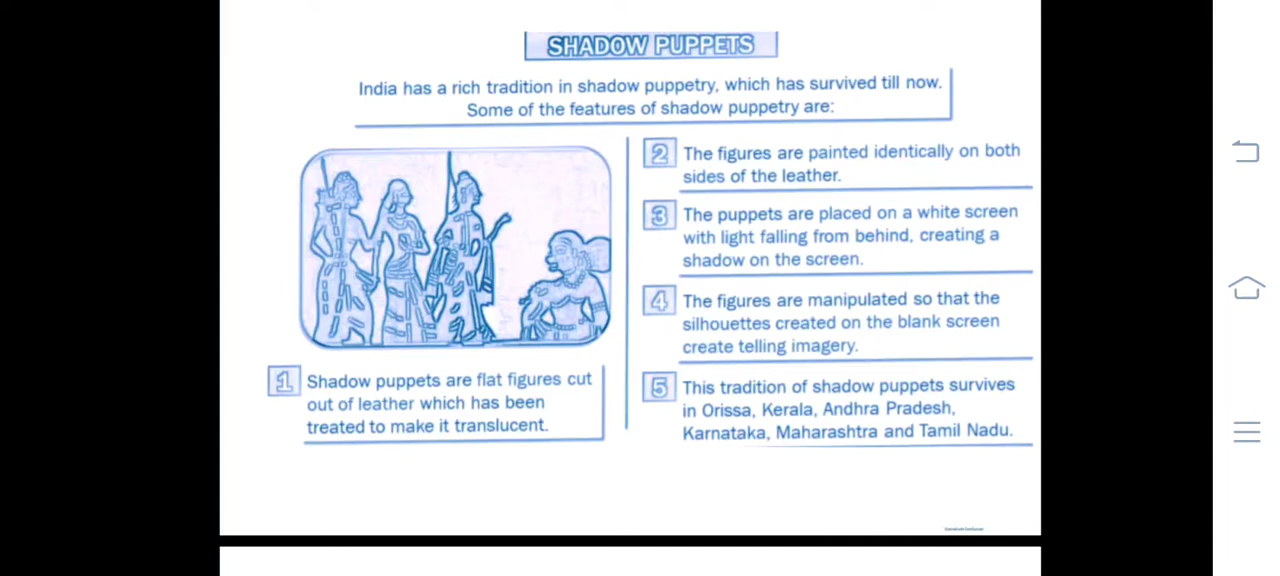 SHADOW PUPPETS
India has a rich tradition in shadow puppetry, which has survived till now.
Some of the features of shadow puppetry are:
1 Shadow puppets are flat figures cut
out of leather which has been
treated to make it translucent.
2 The figures are painted identically on both
sides of the leather.
3 The puppets are placed on a white screen
with light falling from behind, creating a
shadow on the screen.
4 The figures are manipulated so that the
silhouettes created on the blank screen
create telling imagery.
5 This tradition of shadow puppets survives
in Orissa, Kerala, Andhra Pradesh,
Karnataka, Maharashtra and Tamil Nadu.
Scanned with CamScanner